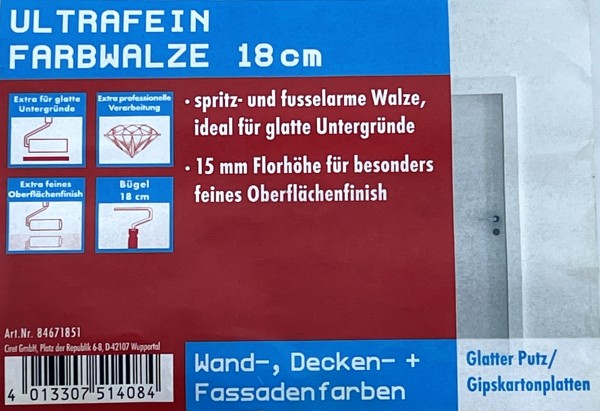 ULTRAFEIN
FARBWALZE 18cm
Extra für glatte
Untergründe
Extra professionelle
Verarbeitung
Extra feines
Oberflächenfinish
Bügel
18 cm
· spritz- und fusselarme Walze,
ideal für glatte Untergründe
· 15 mm Florhöhe für besonders
feines Oberflächenfinish
Art.Nr. 84671851
Ciret GmbH, Platz der Republik 6-8, D-42107 Wuppertal
4 013307 514084
Wand-, Decken- +
Fassadenfarben
Glatter Putz/
Gipskartonplatten